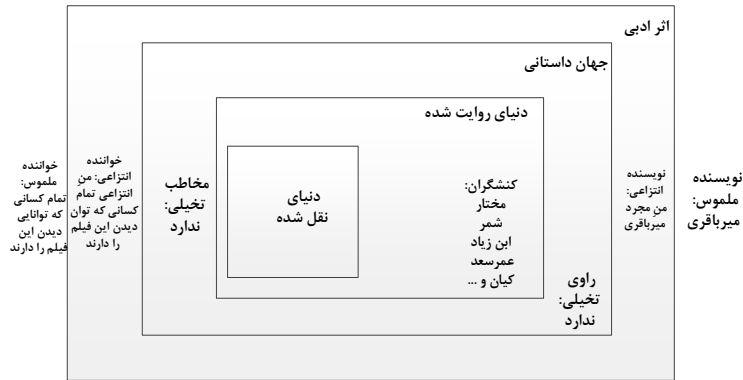 اثر ادبی
جهان داستانی
دنیای روایت شده
نویسنده
ملموس:
میرباقری
نویسنده
انتزاعی:
منِ مجرد
میرباقری
راوی
تخیلی:
ندارد
کنشگران:
مختار
شمر
ابن زیاد
عمرسعد
کیان و ...
دنیای
نقل شده
مخاطب
تخیلی:
ندارد
خواننده
انتزاعی: منِ
انتزاعی تمام
کسانی که توان
دیدن این فیلم
را دارند
خواننده
ملموس:
تمام کسانی
که توانایی
دیدن این
فیلم را دارند